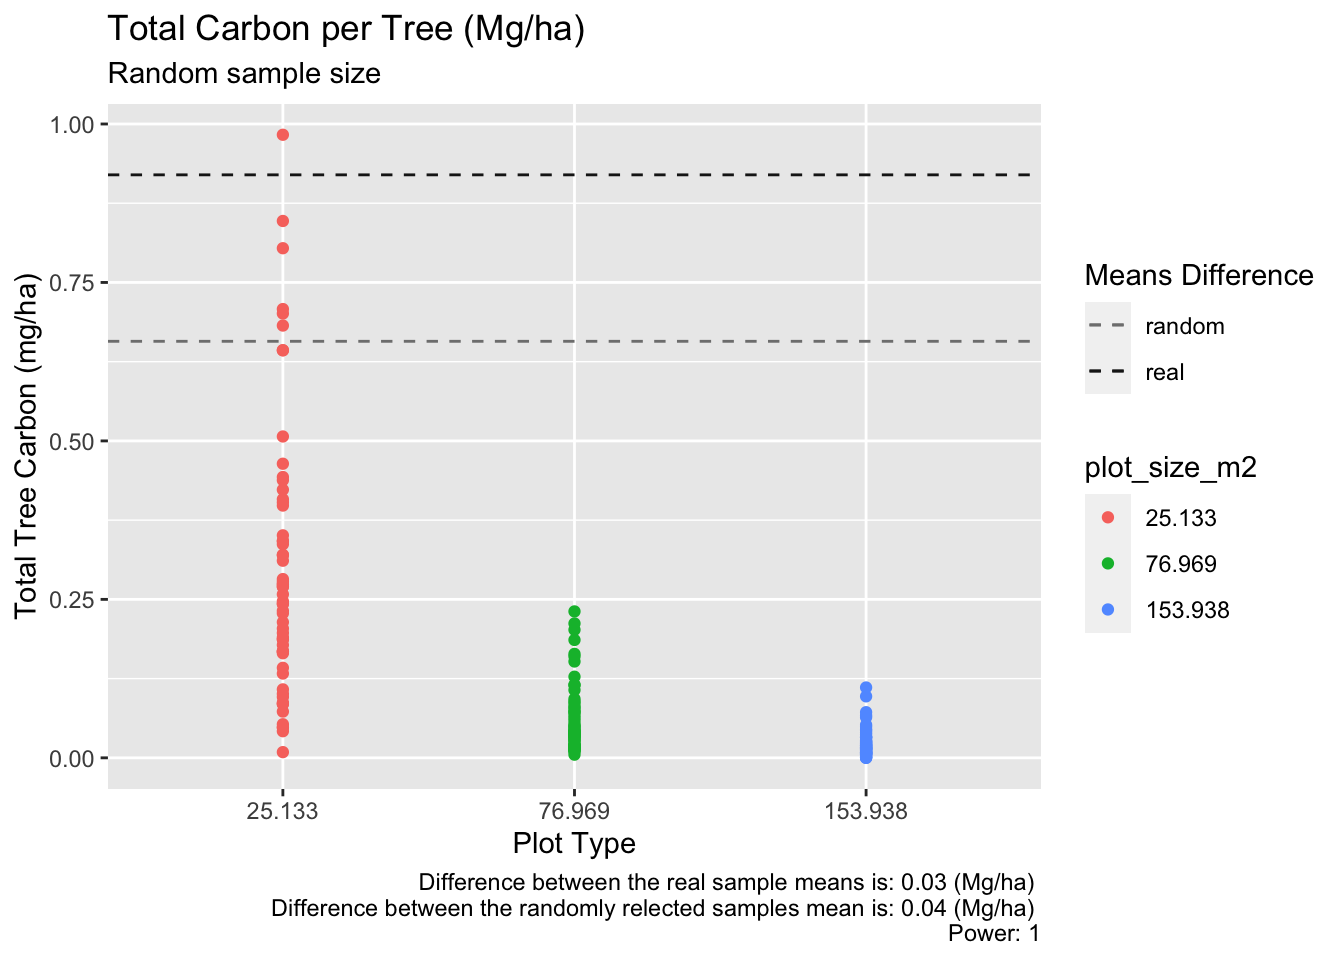 Total Carbon per Tree (Mg/ha)
Random sample size
Total Tree Carbon (mg/ha)
1.00
0.75
0.50
0.25
0.00
25.133
76.969
153.938
Plot Type
Means Difference
random
real
plot_size_m2
25.133
76.969
153.938
Difference between the real sample means is: 0.03 (Mg/ha)
Difference between the randomly relected samples mean is: 0.04 (Mg/ha)
Power: 1